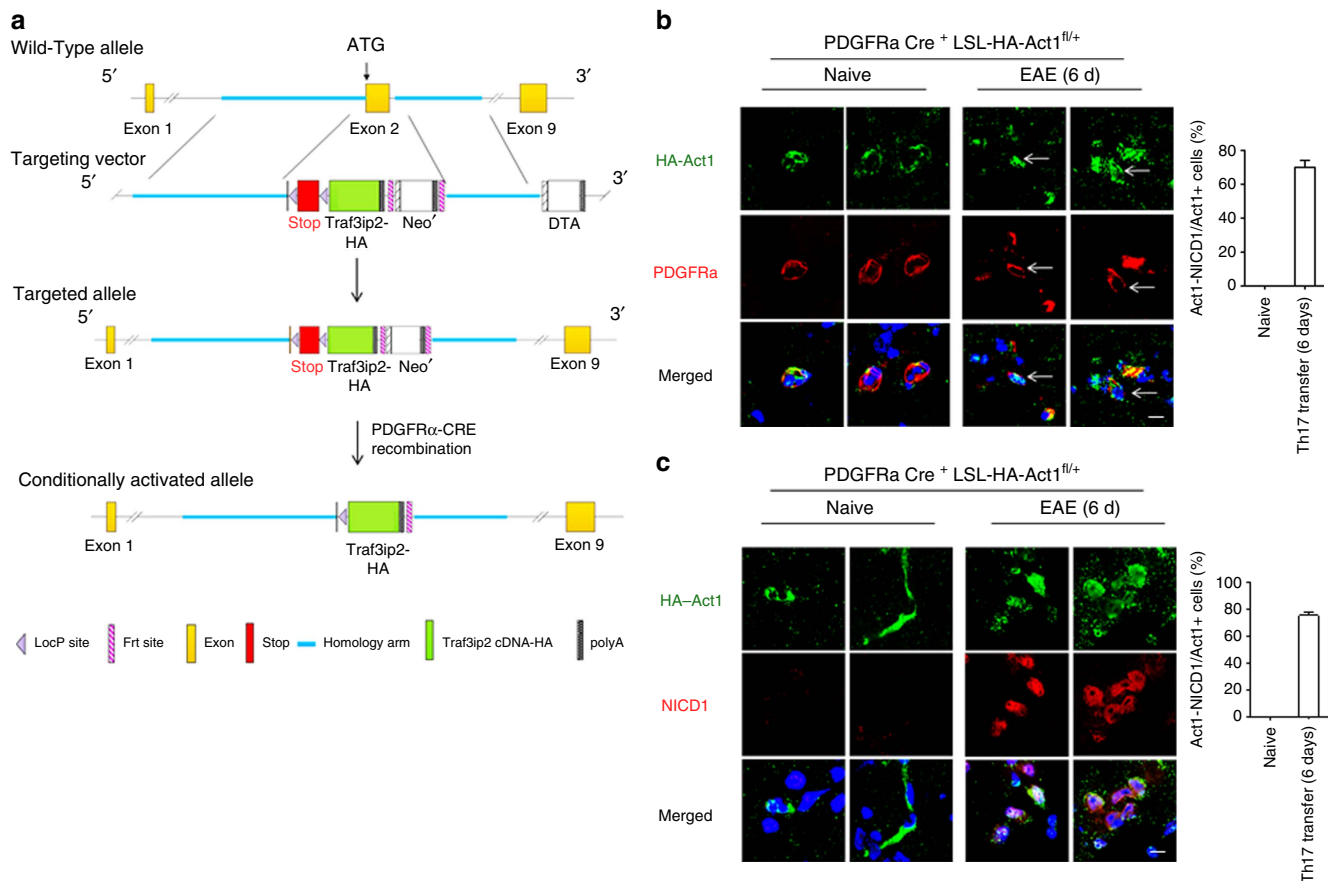 a
Wild-Type allele
ATG
5′
3′
Exon 1
Exon 2
Exon 9
Targeting vector
5′
3′
Stop
Traf3ip2-
HA
Neo′
DTA
Targeted allele
5′
3′
Exon 1
Stop
Traf3ip2-
HA
Neo′
Exon 9
PDGFRα-CRE
recombination
Conditionally activated allele
Exon 1
Traf3ip2-
HA
Exon 9
LocP site
Frt site
Exon
Stop
Homology arm
Traf3ip2 cDNA-HA
polyA
b
PDGFRa Cre + LSL-HA-Act1fl/+
Naive
EAE (6 d)
HA-Act1
PDGFRa
Merged
Act1-NICD1/Act1+ cells (%)
80
60
40
20
0
Naive
Th17 transfer (6 days)
c
PDGFRa Cre + LSL-HA-Act1fl/+
Naive
EAE (6 d)
HA–Act1
NICD1
Merged
Act1-NICD1/Act1+ cells (%)
100
80
60
40
20
0
Naive
Th17 transfer (6 days)